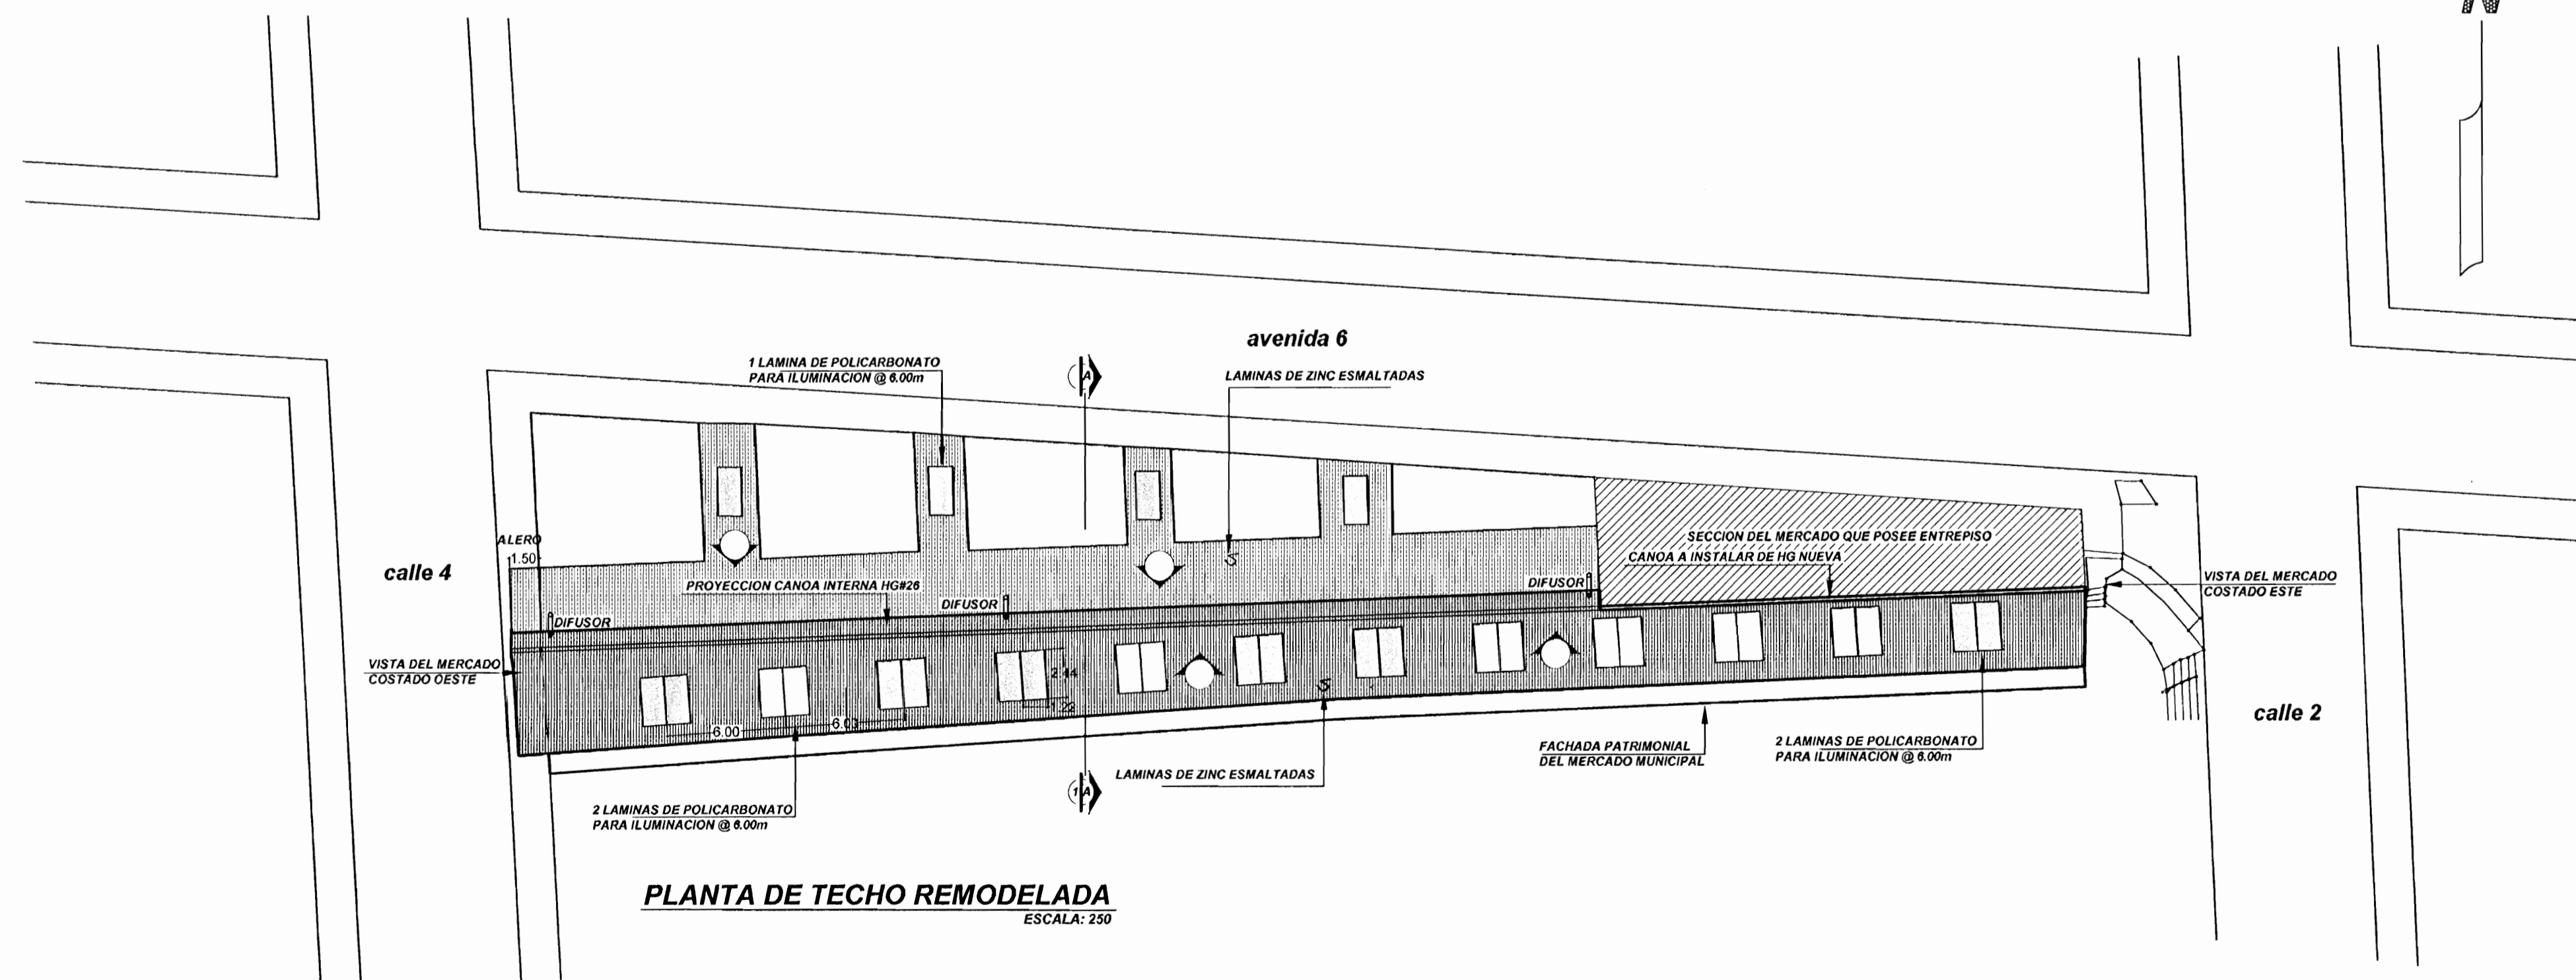 N
avenida 6
1 LAMINA DE POLICARBONATO
PARA ILUMINACION @ 6.00m
A
LAMINAS DE ZINC ESMALTADAS
ALERO
1.50
calle 4
SECCION DEL MERCADO QUE POSEE ENTREPISO
CANOA A INSTALAR DE HG NUEVA
PROYECCION CANOA INTERNA HG#26
DIFUSOR
DIFUSOR
DIFUSOR
VISTA DEL MERCADO
COSTADO ESTE
VISTA DEL MERCADO
COSTADO OESTE
2.44
1.22
6.00
6.03
calle 2
FACHADA PATRIMONIAL
DEL MERCADO MUNICIPAL
2 LAMINAS DE POLICARBONATO
PARA ILUMINACION @ 6.00m
LAMINAS DE ZINC ESMALTADAS
1A
2 LAMINAS DE POLICARBONATO
PARA ILUMINACION @ 6.00m
PLANTA DE TECHO REMODELADA
ESCALA: 250